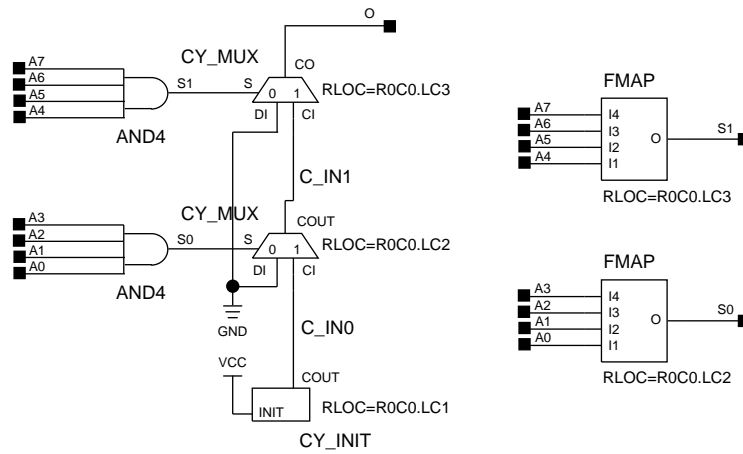 O
A7
A6
A5
A4
S1
AND4
CY_MUX
S
CO
0 1
DI
CI
RLOC=R0C0.LC3
C_IN1
A3
A2
A1
A0
S0
AND4
CY_MUX
S
COUT
0 1
DI
CI
RLOC=R0C0.LC2
GND
C_IN0
VCC
COUT
INIT
RLOC=R0C0.LC1
CY_INIT
FMAP
A7
A6
A5
A4
I4
I3
I2
I1
O
S1
RLOC=R0C0.LC3
FMAP
A3
A2
A1
A0
I4
I3
I2
I1
O
S0
RLOC=R0C0.LC2